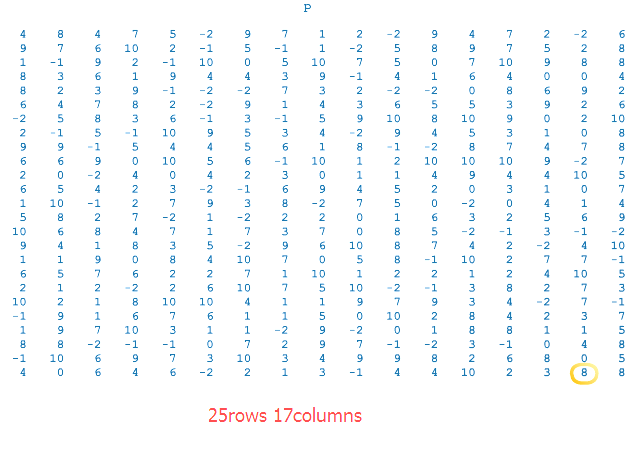 P
4 8 4 7 5 -2 9 7 1 2 -2 9 4 7 2 -2 6
9 7 6 10 2 -1 5 -1 1 -2 5 8 9 7 5 2 8
1 -1 9 2 -1 10 0 5 10 7 5 0 7 10 9 8 8
8 3 6 1 9 4 4 3 9 -1 4 1 6 4 0 0 4
8 2 3 9 -1 -2 -2 7 3 2 -2 -2 0 8 6 9 2
6 4 7 8 2 -2 9 1 4 3 6 5 5 3 9 2 6
-2 5 8 3 6 -1 3 -1 5 9 10 8 10 9 0 2 10
2 -1 5 -1 10 9 5 3 4 -2 9 4 5 3 1 0 8
9 9 -1 5 4 4 5 6 1 8 -1 -2 8 7 4 7 8
6 6 9 0 10 5 6 -1 10 1 2 10 10 10 9 -2 7
2 0 -2 4 0 4 2 3 0 1 1 4 9 4 4 10 5
6 5 4 2 3 -2 -1 6 9 4 5 2 0 3 1 0 7
1 10 -1 2 7 9 3 8 -2 7 5 0 -2 0 4 1 4
5 8 2 7 -2 1 -2 2 2 0 1 6 3 2 5 6 9
10 6 8 4 7 1 7 3 7 0 8 5 -2 -1 3 -1 -2
9 4 1 8 3 5 -2 9 6 10 8 7 4 2 -2 4 10
1 1 9 0 8 4 10 7 0 5 8 -1 10 2 7 7 -1
6 5 7 6 2 2 7 1 10 1 2 2 1 2 4 10 5
2 1 2 -2 2 6 10 7 5 10 -2 -1 3 8 2 7 3
10 2 1 8 10 10 4 1 1 9 7 9 3 4 -2 7 -1
-1 9 1 6 7 6 1 1 5 0 10 2 8 4 2 3 7
1 9 7 10 3 1 1 -2 9 -2 0 1 8 8 1 1 5
8 8 -2 -1 -1 0 7 2 9 7 -1 -2 3 -1 0 4 8
-1 10 6 9 7 3 10 3 4 9 9 8 2 6 8 0 5
4 0 6 4 6 -2 2 1 3 -1 4 4 10 2 3 8 8
25rows 17columns